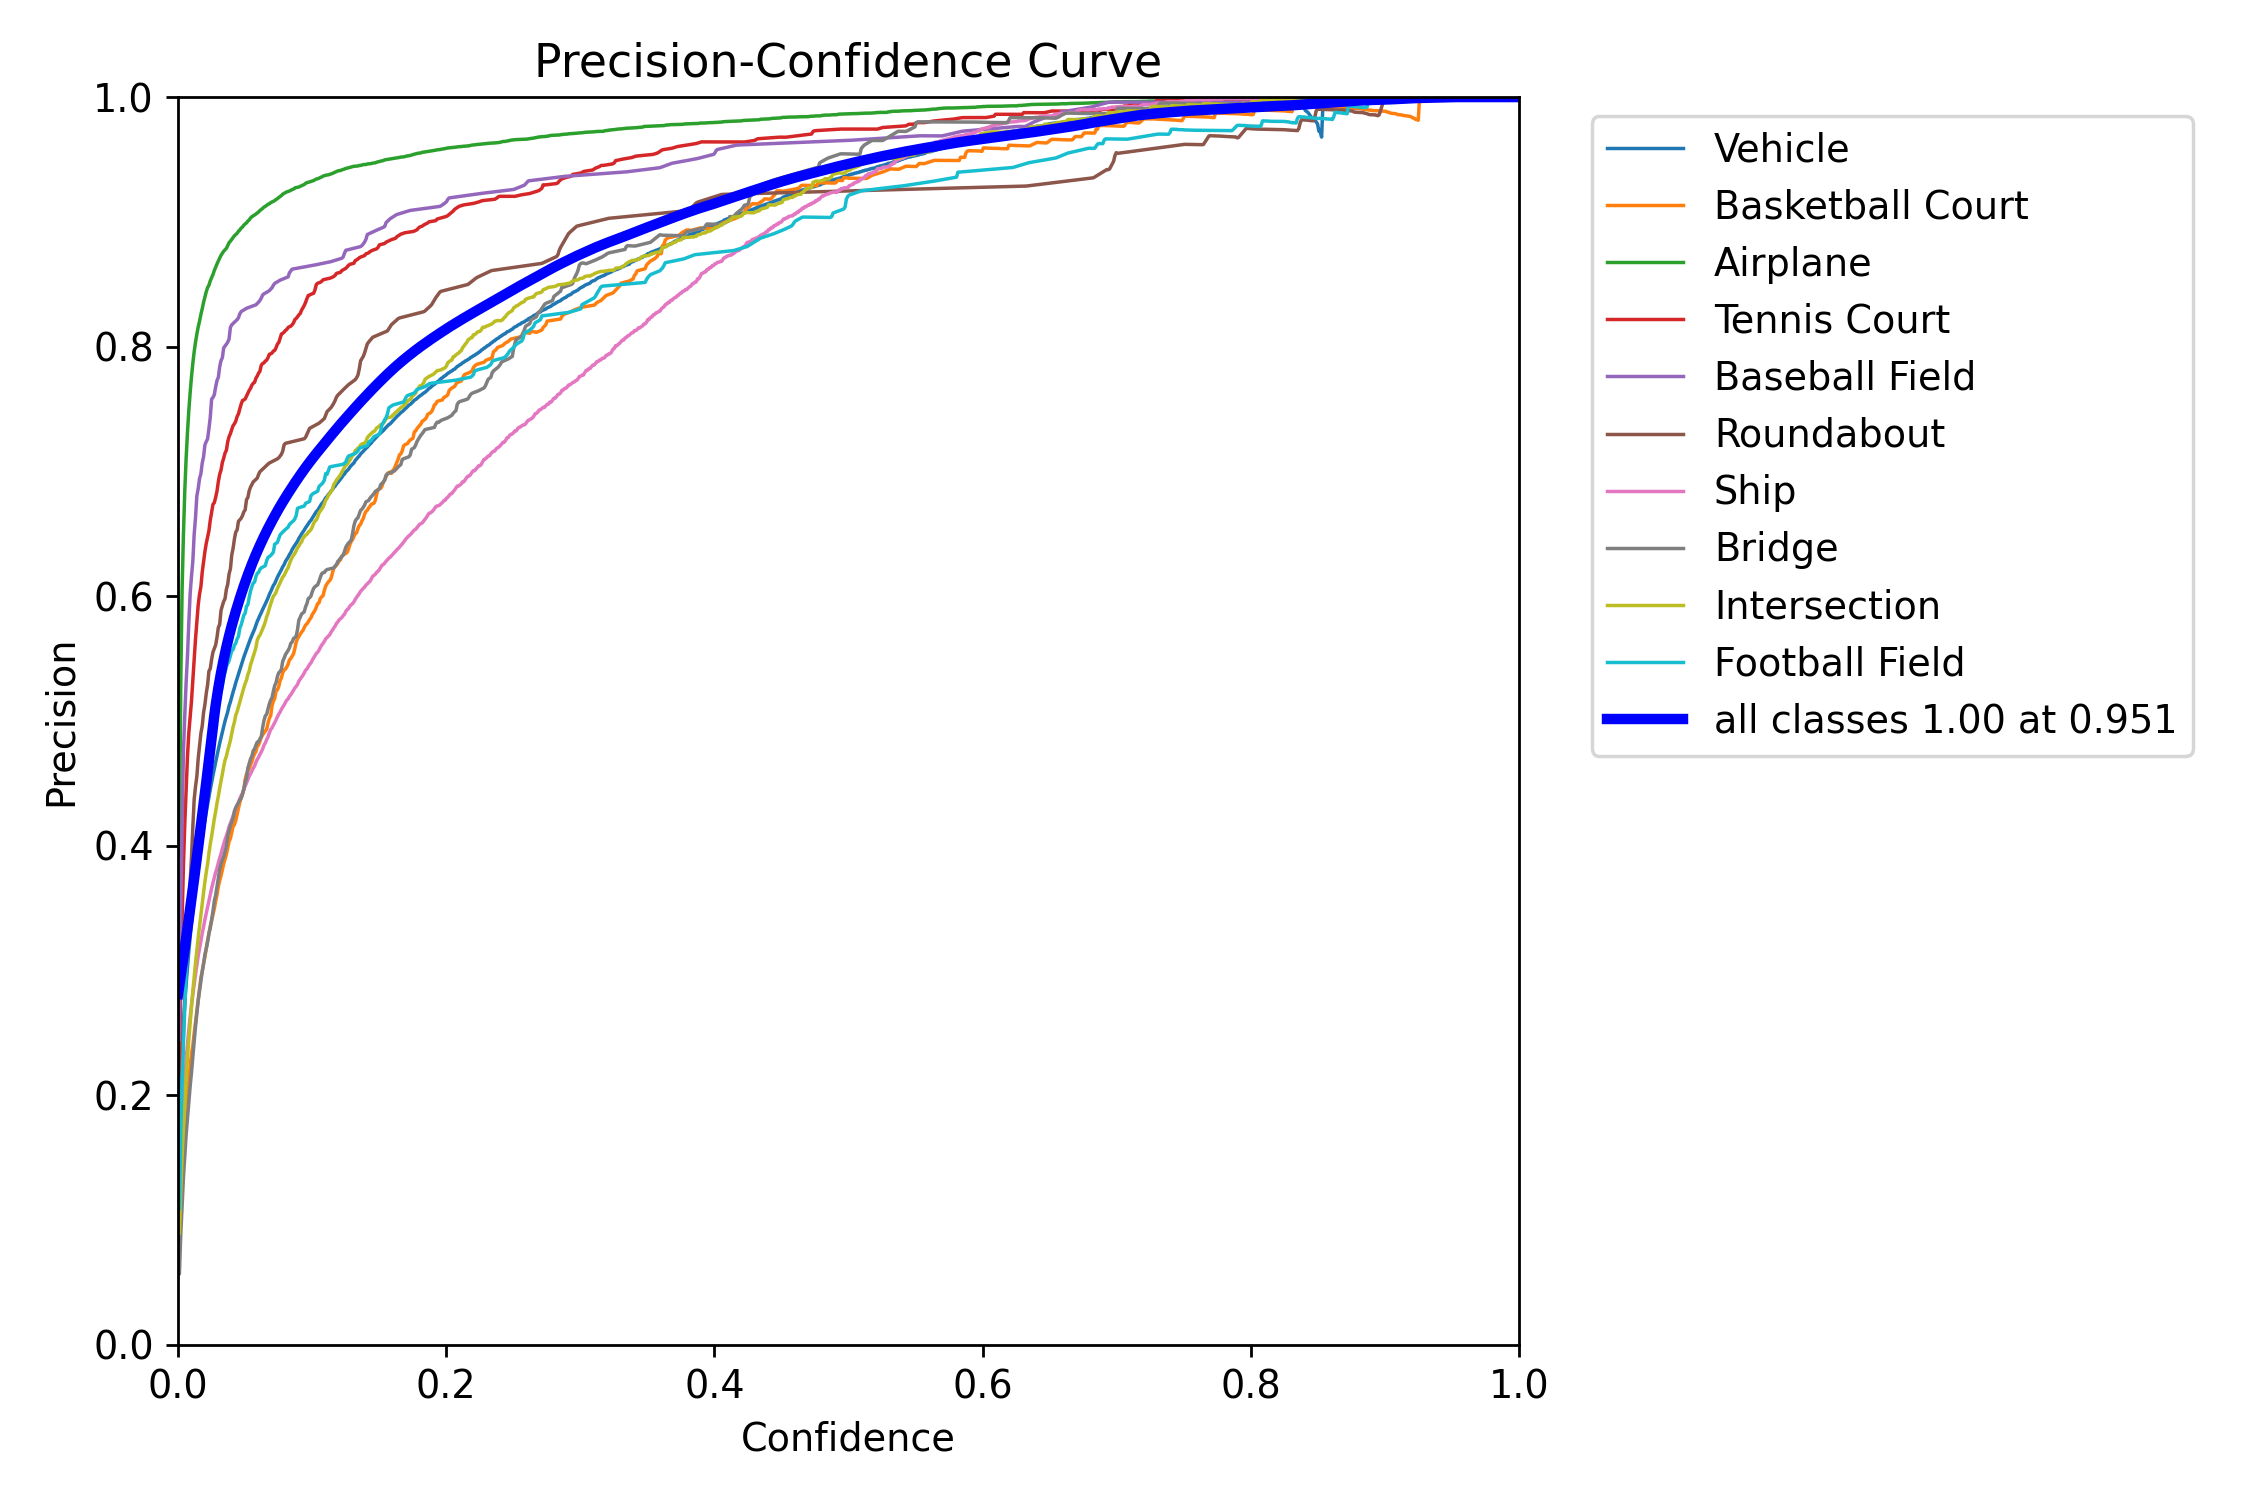 Precision-Confidence Curve
1.0
0.8
0.6
0.4
0.2
0.0
Precision
0.0
0.2
0.4
0.6
0.8
1.0
Confidence
Vehicle
Basketball Court
Airplane
Tennis Court
Baseball Field
Roundabout
Ship
Bridge
Intersection
Football Field
all classes 1.00 at 0.951